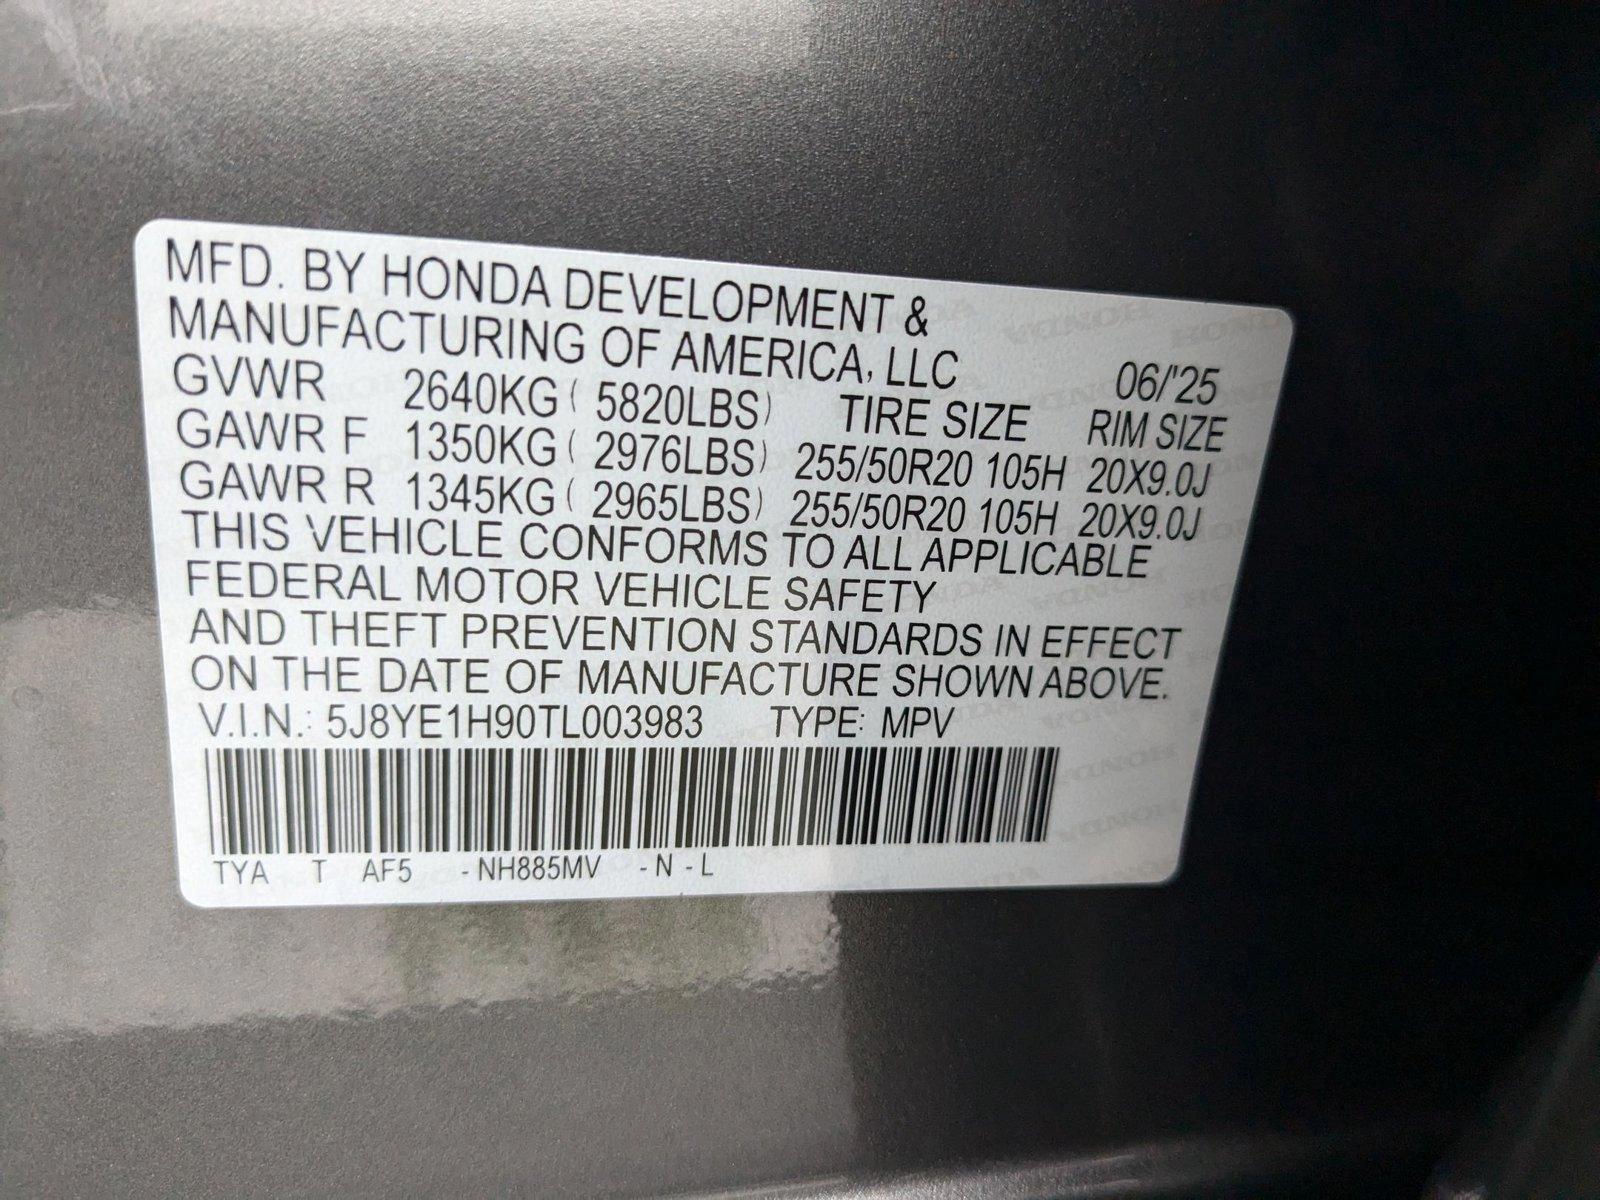 MFD. BY HONDA DEVELOPMENT &
MANUFACTURING OF AMERICA, LLC 06/'25
GVWR 2640KG ( 5820LBS) TIRE SIZE RIM SIZE
GAWR F 1350KG ( 2976LBS) 255/50R20 105H 20X9.0J
GAWR R 1345KG ( 2965LBS) 255/50R20 105H 20X9.0J
THIS VEHICLE CONFORMS TO ALL APPLICABLE
FEDERAL MOTOR VEHICLE SAFETY
AND THEFT PREVENTION STANDARDS IN EFFECT
ON THE DATE OF MANUFACTURE SHOWN ABOVE.
V.I.N.: 5J8YE1H90TL003983 TYPE: MPV
TYA T AF5 - NH885MV - N - L